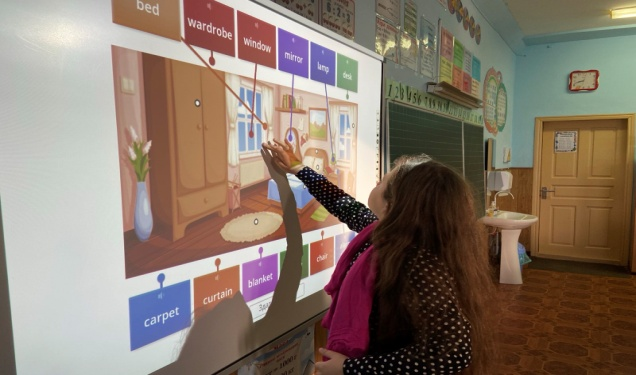 bed
wardrobe
window
mirror
lamp
desk
carpet
curtain
blanket
chair